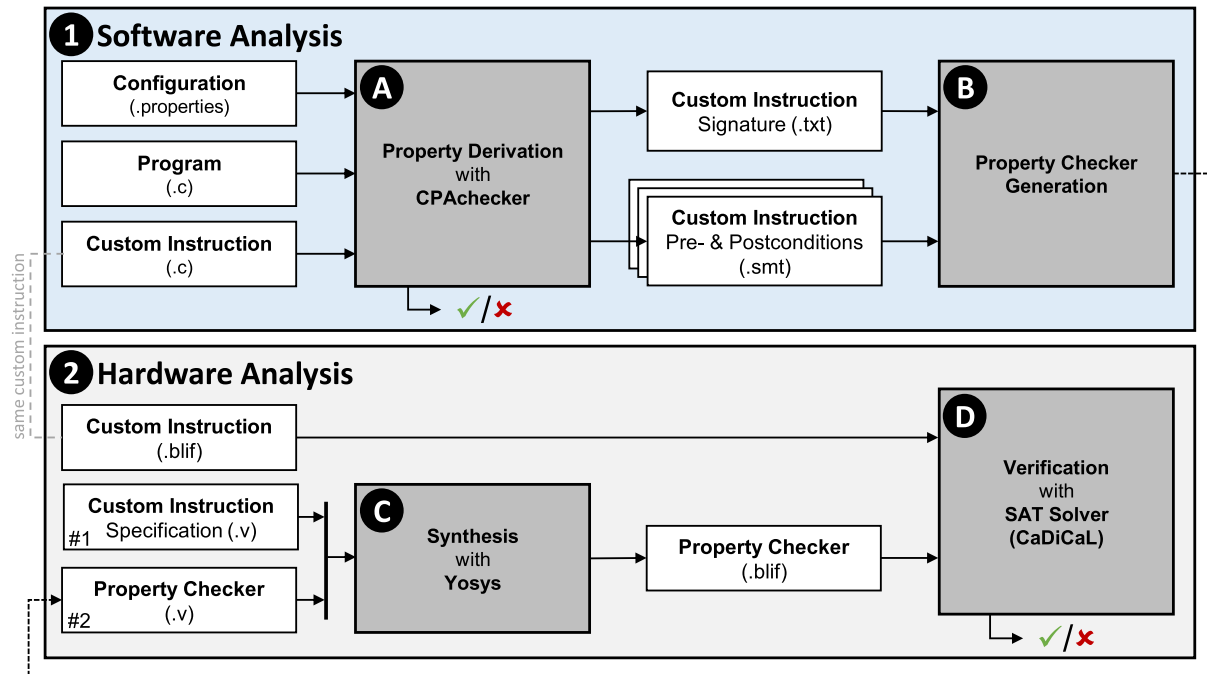 1 Software Analysis
Configuration
(.properties)
Program
(.c)
Custom Instruction
(.c)
A
Property Derivation
with
CPAchecker
✓/✘
Custom Instruction
Signature (.txt)
Custom Instruction
Pre- & Postconditions
(.smt)
B
Property Checker
Generation
same custom instruction
2 Hardware Analysis
Custom Instruction
(.blif)
Custom Instruction
Specification (.v)
#1
Property Checker
(.v)
#2
C
Synthesis
with
Yosys
Property Checker
(.blif)
D
Verification
with
SAT Solver
(CaDiCaL)
✓/✘